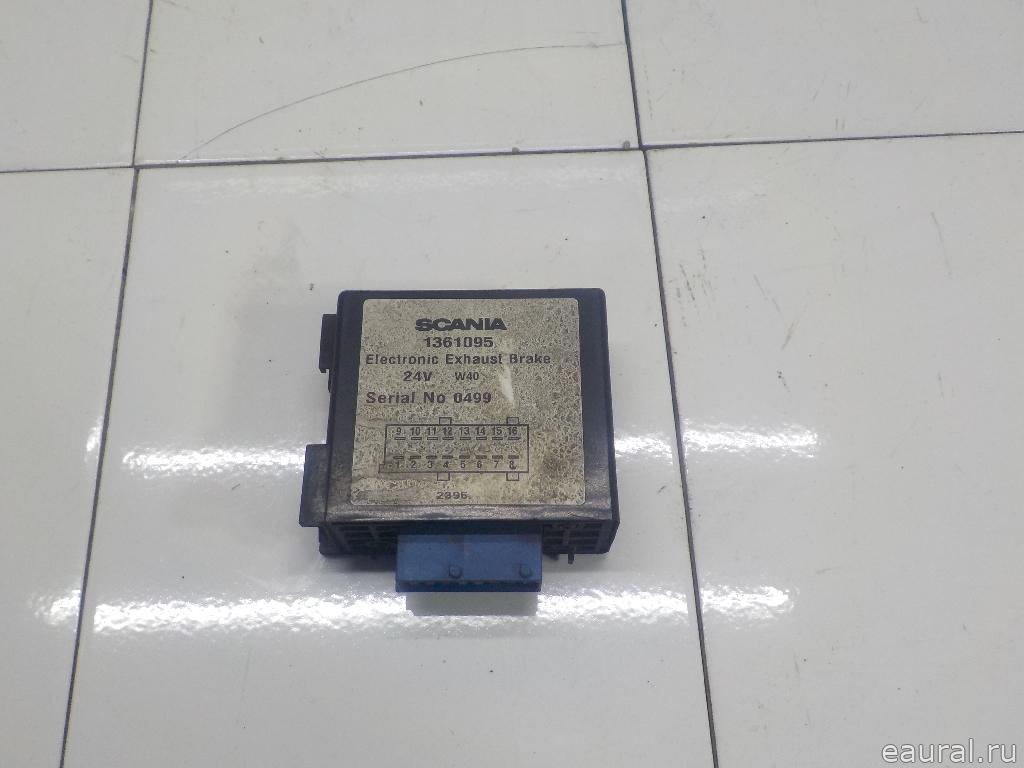 SCANIA
1361095
Electronic Exhaust Brake
24V W40
Serial No 0499
9 10 11 12 13 14 15 16
1 2 3 4 5 6 7 8
2896
eaural.ru